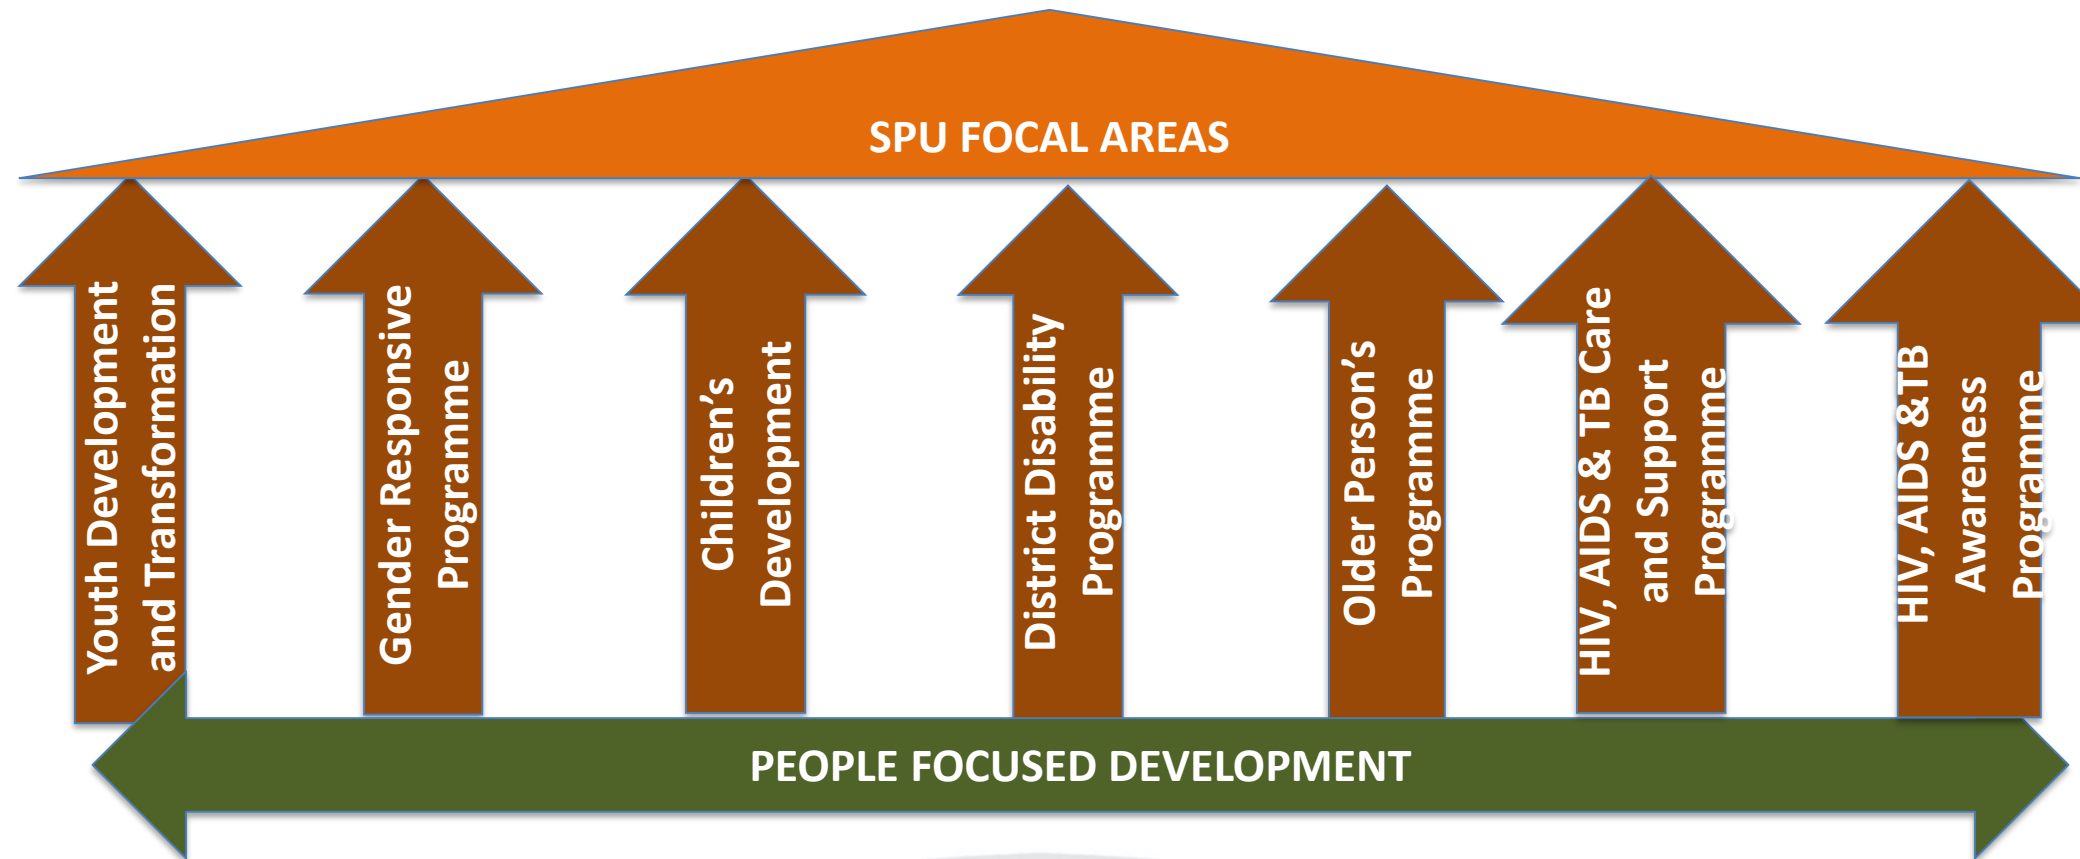 SPU FOCAL AREAS
Youth Development
and Transformation
Gender Responsive
Programme
Children’s
Development
District Disability
Programme
Older Person’s
Programme
HIV, AIDS & TB Care
and Support
Programme
HIV, AIDS &TB
Awareness
Programme
PEOPLE FOCUSED DEVELOPMENT